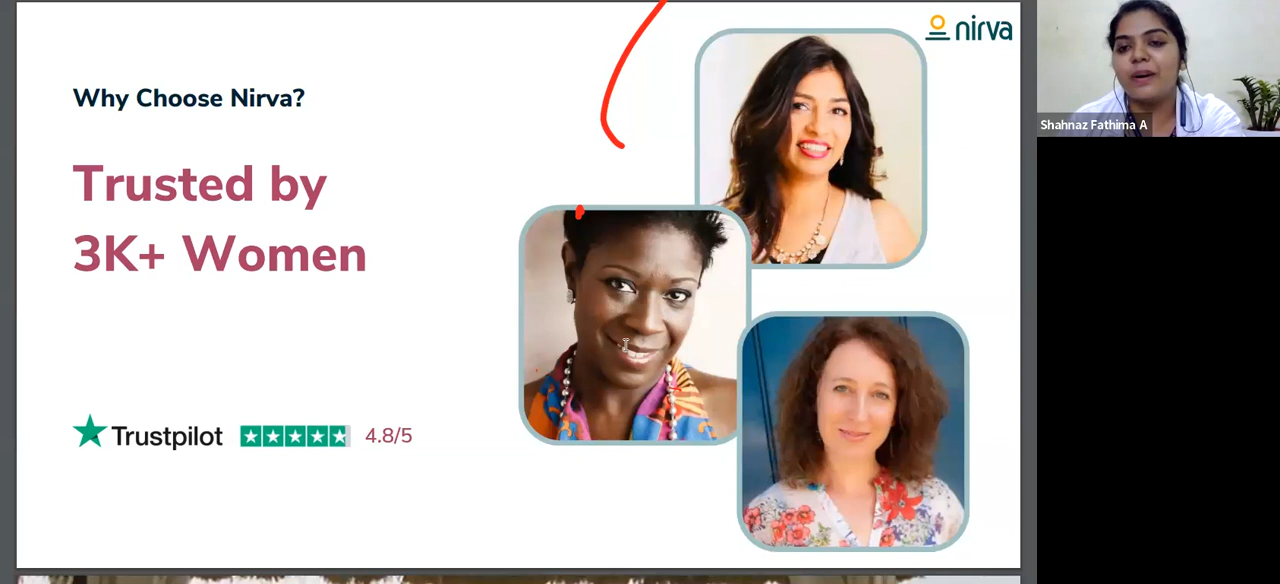 nirva
Why Choose Nirva?
Trusted by
3K+ Women
Trustpilot 4.8/5
Shahnaz Fathima A